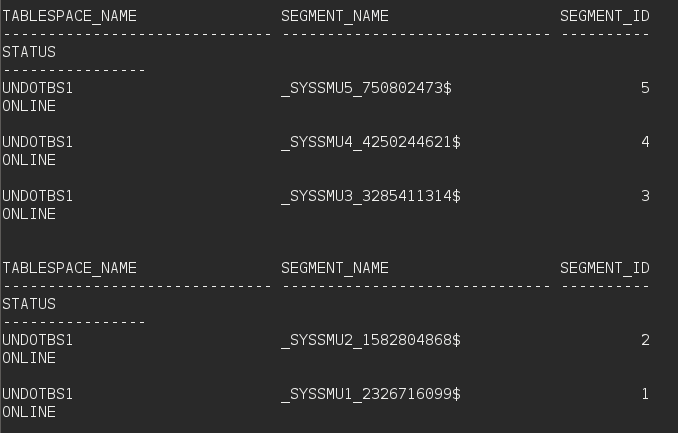 TABLESPACE_NAME                SEGMENT_NAME                   SEGMENT_ID
------------------------------ ------------------------------ ----------
STATUS
----------------
UNDOTBS1                       _SYSSMU5_750802473$                     5
ONLINE

UNDOTBS1                       _SYSSMU4_4250244621$                    4
ONLINE

UNDOTBS1                       _SYSSMU3_3285411314$                    3
ONLINE


TABLESPACE_NAME                SEGMENT_NAME                   SEGMENT_ID
------------------------------ ------------------------------ ----------
STATUS
----------------
UNDOTBS1                       _SYSSMU2_1582804868$                    2
ONLINE

UNDOTBS1                       _SYSSMU1_2326716099$                    1
ONLINE